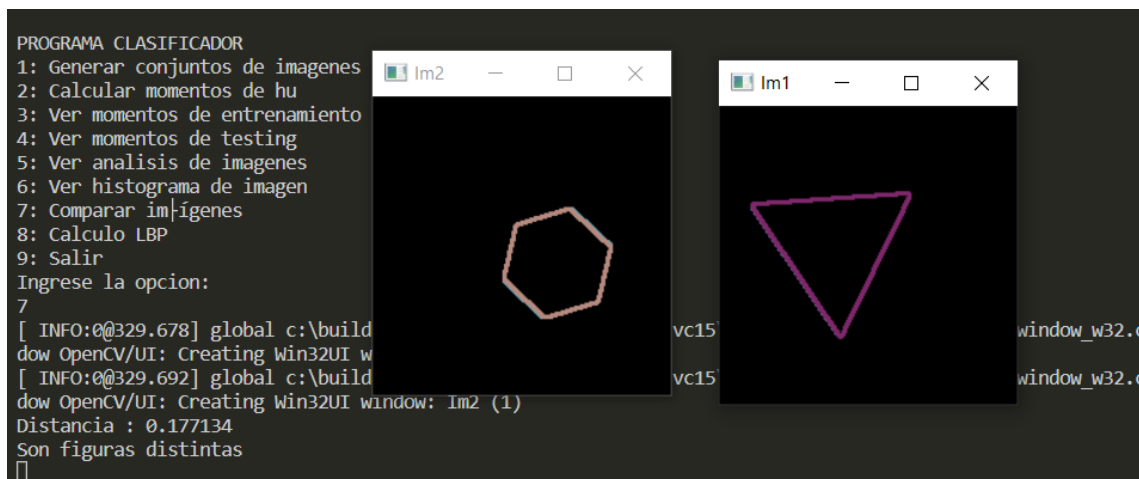 PROGRAMA CLASIFICADOR
1: Generar conjuntos de imagenes
2: Calcular momentos de hu
3: Ver momentos de entrenamiento
4: Ver momentos de testing
5: Ver analisis de imagenes
6: Ver histograma de imagen
7: Comparar im├ígenes
8: Calculo LBP
9: Salir
Ingrese la opcion:
7
[ INFO:0@329.678] global c:\build vc15 window_w32.
dow OpenCV/UI: Creating Win32UI w
[ INFO:0@329.692] global c:\build vc15 window_w32.
dow OpenCV/UI: Creating Win32UI window: Im2 (1)
Distancia : 0.177134
Son figuras distintas
Im2
Im1